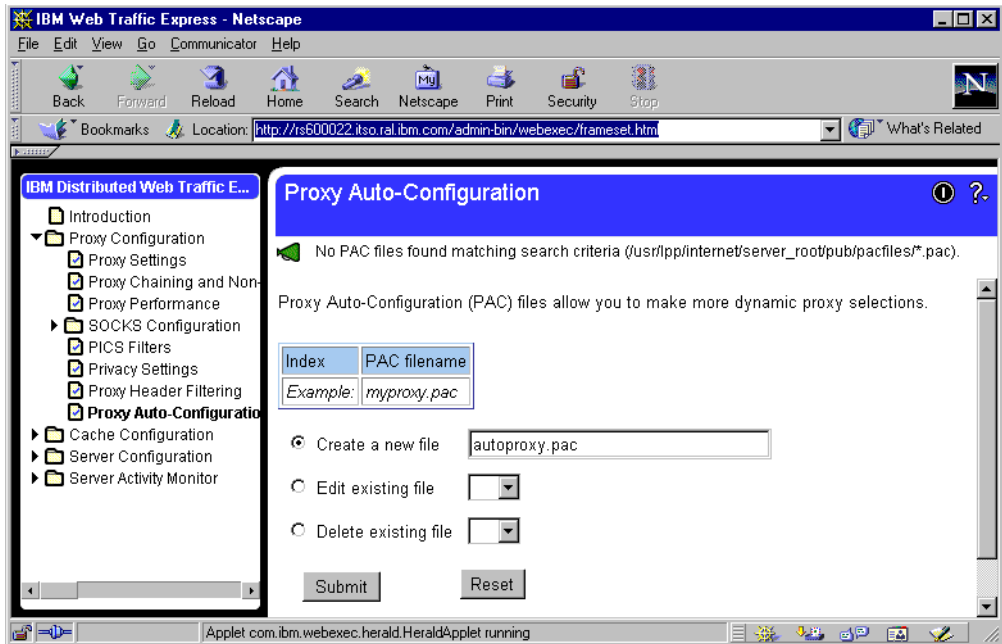 IBM Web Traffic Express - Netscape
File Edit View Go Communicator Help
My
Back Forward Reload Home Search Netscape Print Security Stop
N
Bookmarks Location: http://rs600022.itso.ral.ibm.com/admin-bin/webexec/frameset.html What's Related
IBM Distributed Web Traffic E...
Introduction
Proxy Configuration
Proxy Settings
Proxy Chaining and Non-
Proxy Performance
SOCKS Configuration
PICS Filters
Privacy Settings
Proxy Header Filtering
Proxy Auto-Configuratio
Cache Configuration
Server Configuration
Server Activity Monitor
Proxy Auto-Configuration
?
No PAC files found matching search criteria (/usr/lpp/internet/server_root/pub/pacfiles/*.pac).
Proxy Auto-Configuration (PAC) files allow you to make more dynamic proxy selections.
Index PAC filename
Example: myproxy.pac
Create a new file autoproxy.pac
Edit existing file
Delete existing file
Submit Reset
Applet com.ibm.webexec.herald.HeraldApplet running